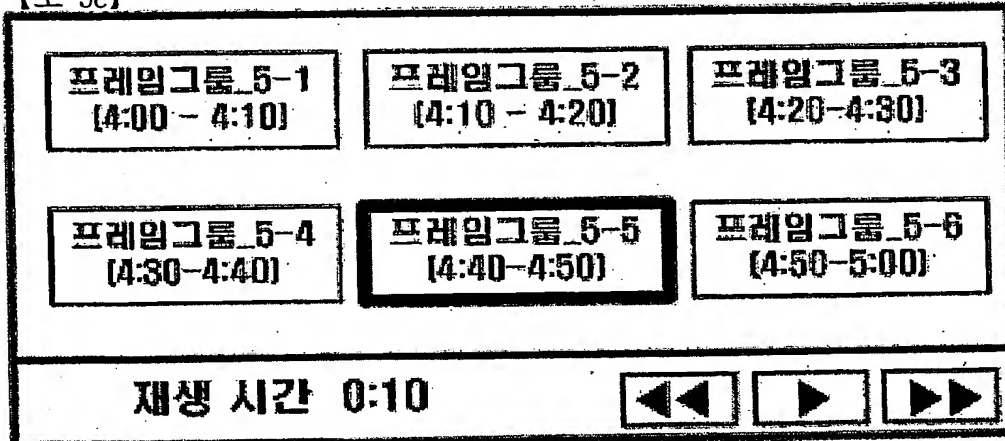 【도 5c】
프레임그룹_5-1
[4:00 - 4:10]
프레임그룹_5-2
[4:10 - 4:20]
프레임그룹_5-3
[4:20-4:30]
프레임그룹_5-4
[4:30-4:40]
프레임그룹_5-5
[4:40-4:50]
프레임그룹_5-6
[4:50-5:00]
재생 시간 0:10